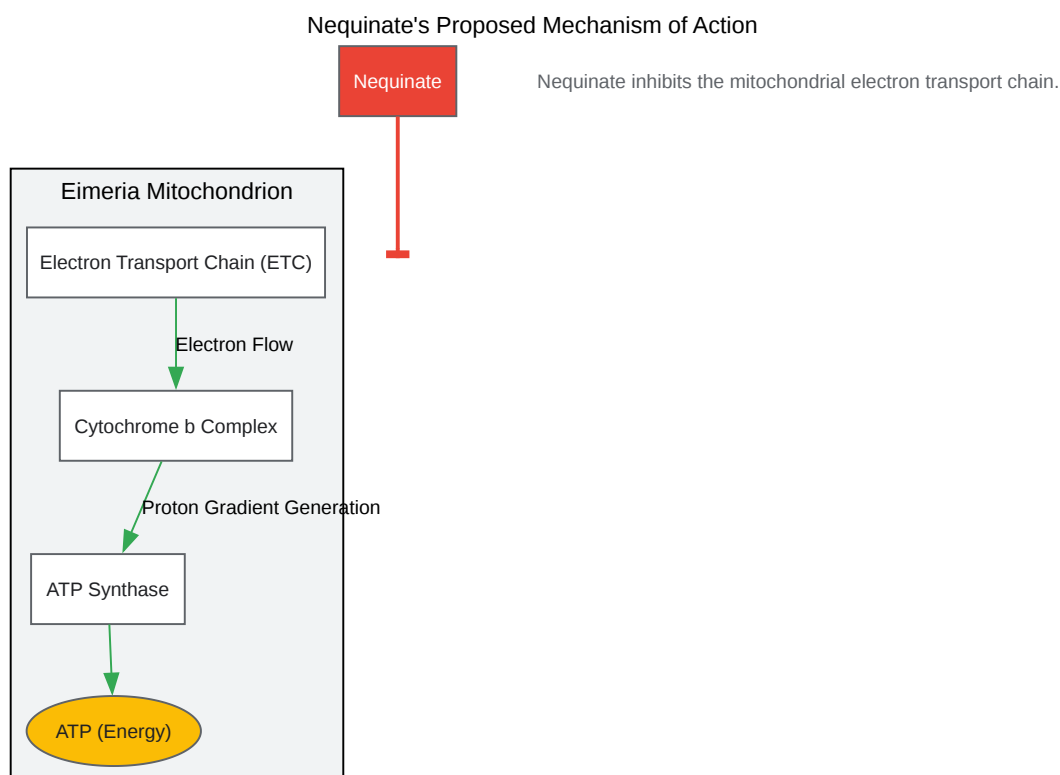 Nequinate's Proposed Mechanism of Action
Nequinate
Nequinate inhibits the mitochondrial electron transport chain.
Eimeria Mitochondrion
Electron Transport Chain (ETC)
Electron Flow
Cytochrome b Complex
Proton Gradient Generation
ATP Synthase
ATP (Energy)